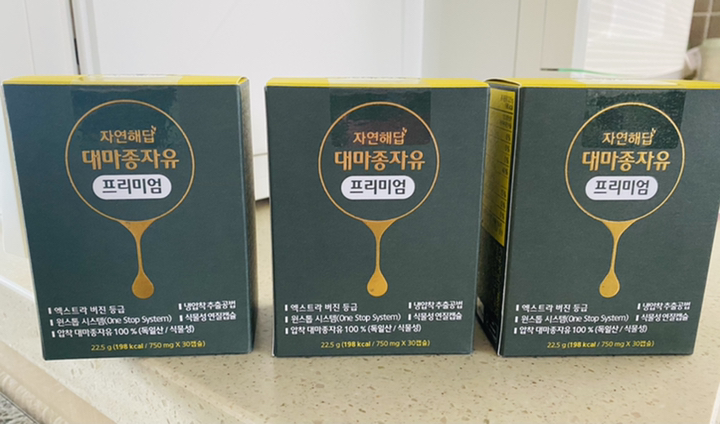 자연해답
대마종자유
프리미엄
엑스트라 버진 등급
냉압착 추출공법
원스톱 시스템(One Stop System)
식물성 연질캡슐
압착 대마종자유 100 % (독일산 / 식물성)
22.5 g (198 kcal / 750 mg X 30캡슐)
자연해답
대마종자유
프리미엄
엑스트라 버진 등급
냉압착 추출공법
원스톱 시스템(One Stop System)
식물성 연질캡슐
압착 대마종자유 100 % (독일산 / 식물성)
22.5 g (198 kcal / 750 mg X 30캡슐)
자연해답
대마종자유
프리미엄
엑스트라 버진 등급
냉압착 추출공법
원스톱 시스템(One Stop System)
식물성 연질캡슐
압착 대마종자유 100 % (독일산 / 식물성)
22.5 g (198 kcal / 750 mg X 30캡슐)